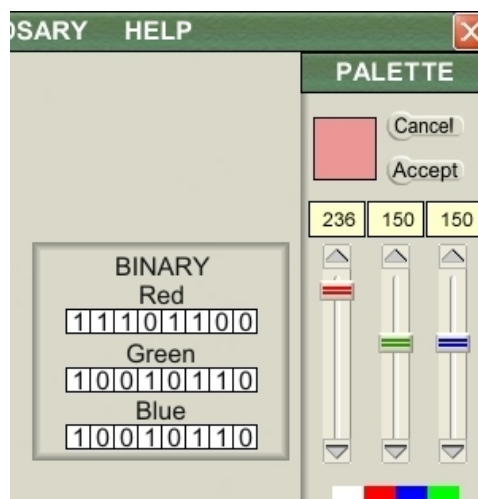 OSARY HELP
PALETTE
Cancel
Accept
236 150 150
BINARY
Red
11101100
Green
10010110
Blue
10010110